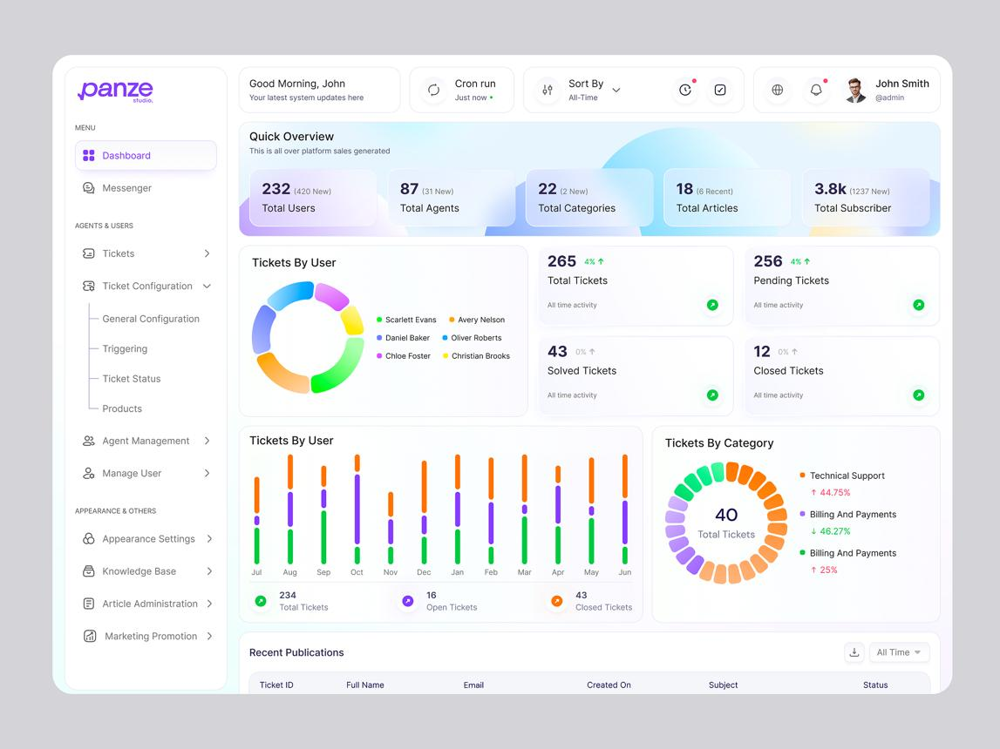 panze
studio.
MENU
Dashboard
Messenger
AGENTS & USERS
Tickets
Ticket Configuration
General Configuration
Triggering
Ticket Status
Products
Agent Management
Manage User
APPEARANCE & OTHERS
Appearance Settings
Knowledge Base
Article Administration
Marketing Promotion
Good Morning, John
Your latest system updates here
Cron run
Just now
Sort By
All-Time
John Smith
@admin
Quick Overview
This is all over platform sales generated
232 (420 New)
Total Users
87 (31 New)
Total Agents
22 (2 New)
Total Categories
18 (6 Recent)
Total Articles
3.8k (1237 New)
Total Subscriber
Tickets By User
Scarlett Evans Avery Nelson
Daniel Baker Oliver Roberts
Chloe Foster Christian Brooks
265 4% ↑
Total Tickets
All time activity
256 4% ↑
Pending Tickets
All time activity
43 0% ↑
Solved Tickets
All time activity
12 0% ↑
Closed Tickets
All time activity
Tickets By User
Jul Aug Sep Oct Nov Dec Jan Feb Mar Apr May Jun
234
Total Tickets
16
Open Tickets
43
Closed Tickets
Tickets By Category
40
Total Tickets
Technical Support
↑ 44.75%
Billing And Payments
↓ 46.27%
Billing And Payments
↑ 25%
Recent Publications
All Time
Ticket ID Full Name Email Created On Subject Status